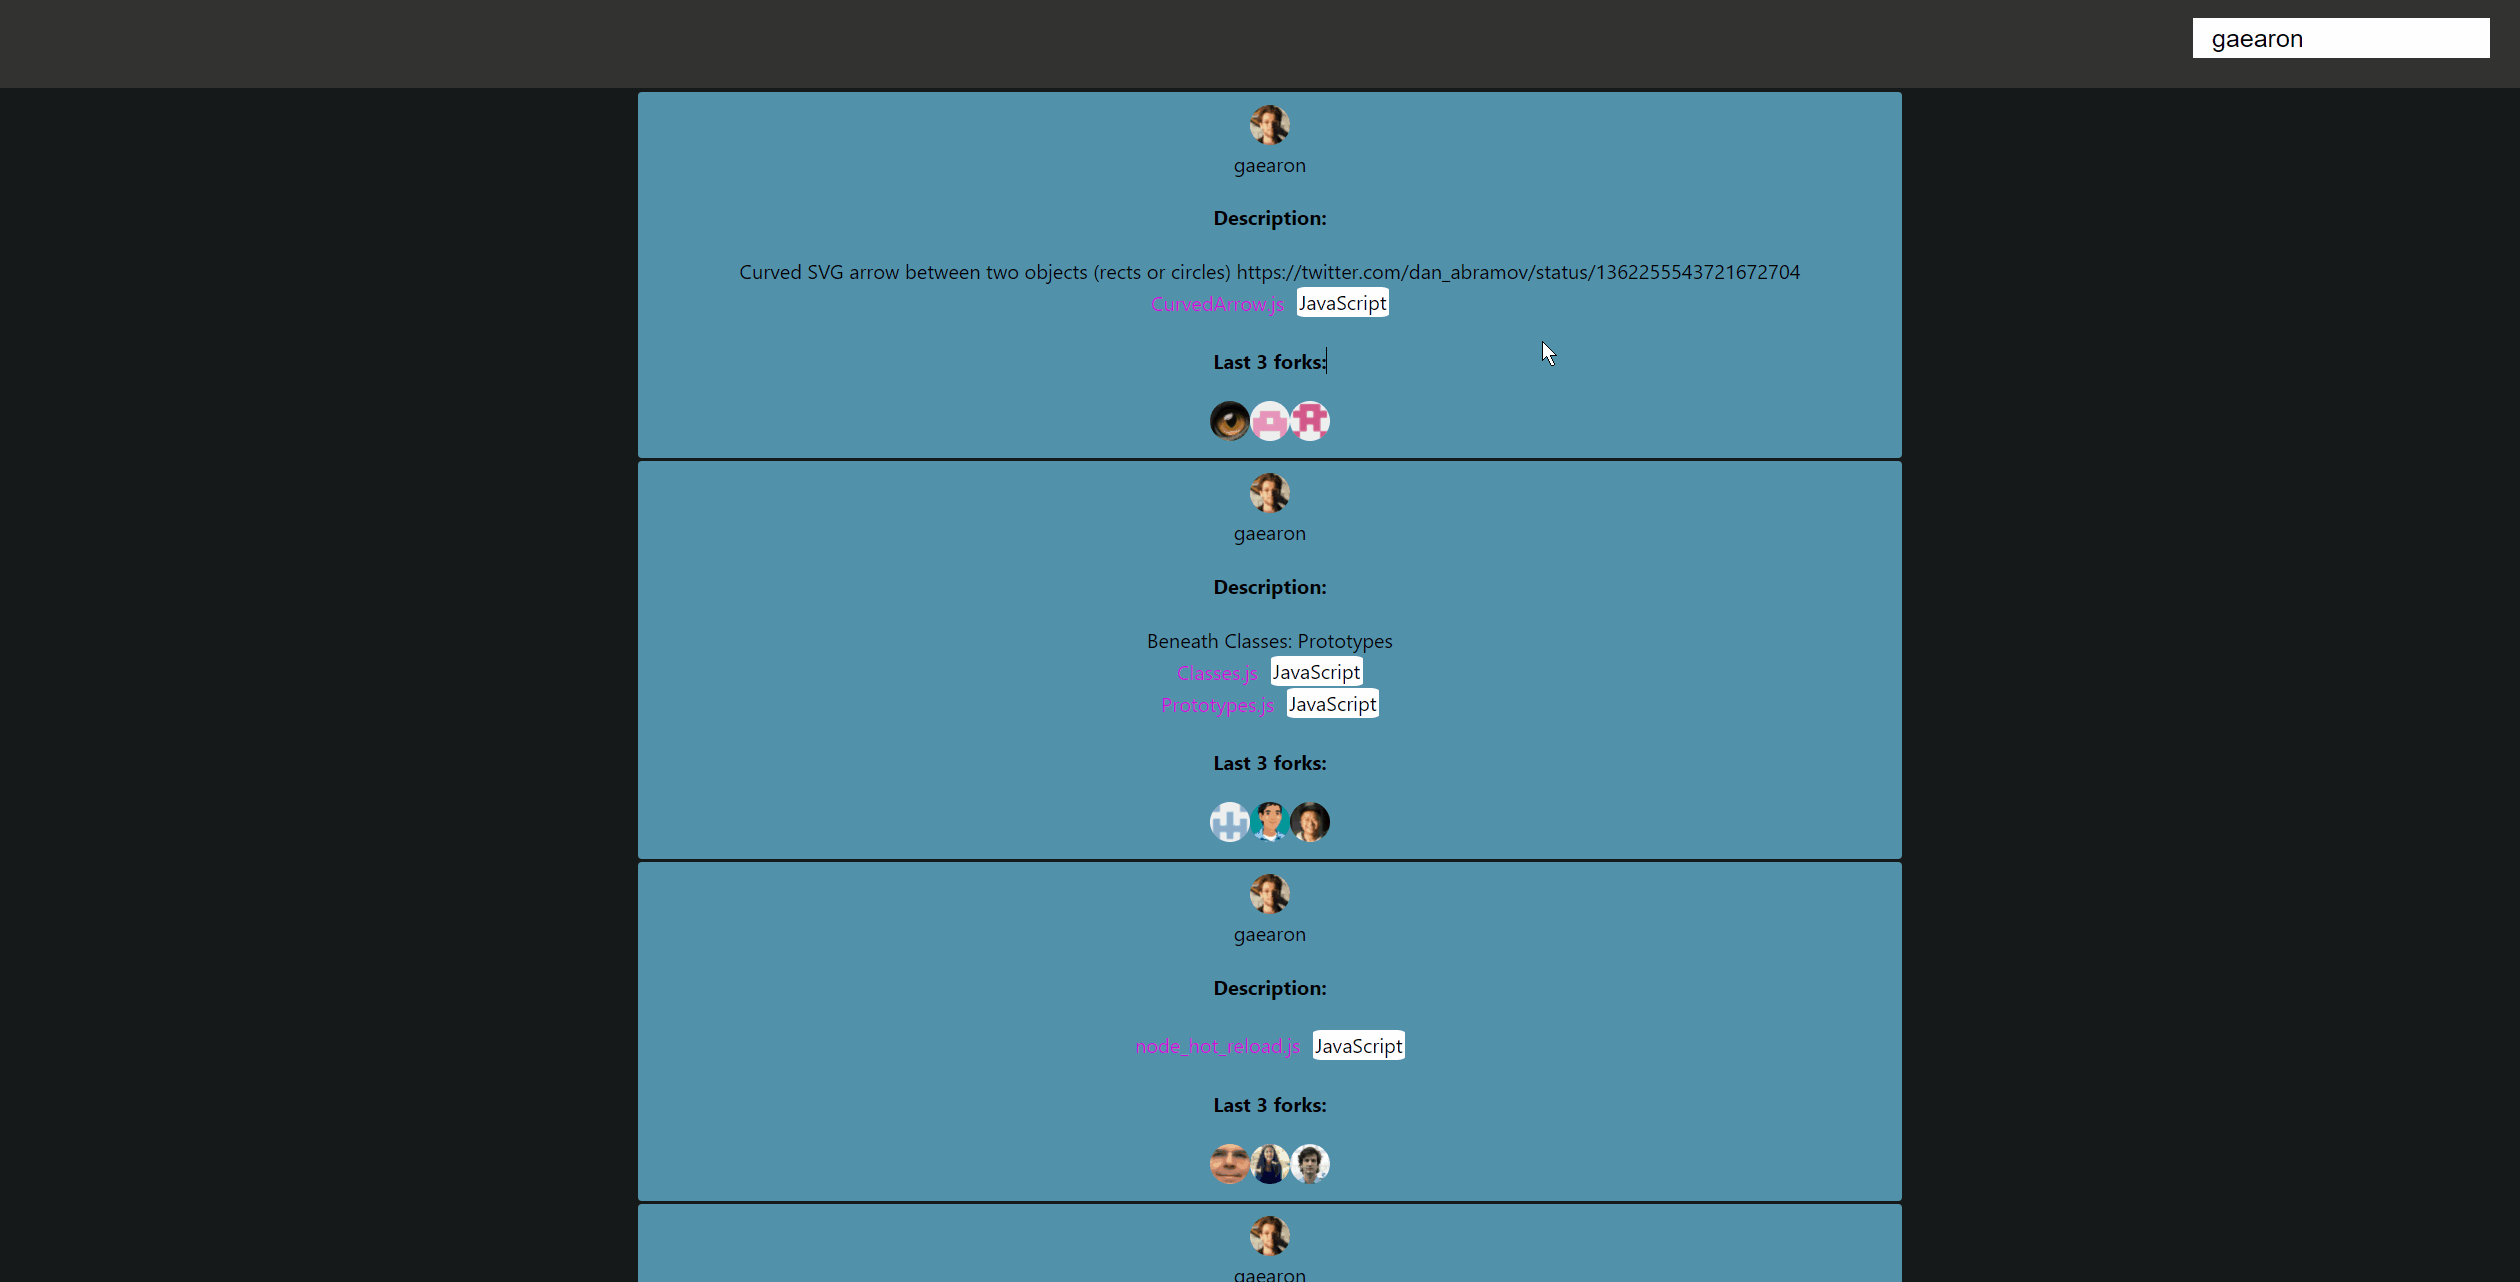 gaearon
gaearon
Description:
Curved SVG arrow between two objects (rects or circles) https://twitter.com/dan_abramov/status/1362255543721672704
CurvedArrow.js JavaScript
Last 3 forks:
gaearon
Description:
Beneath Classes: Prototypes
Classes.js JavaScript
Prototypes.js JavaScript
Last 3 forks:
gaearon
Description:
node_hot_reload.js JavaScript
Last 3 forks:
gaearon